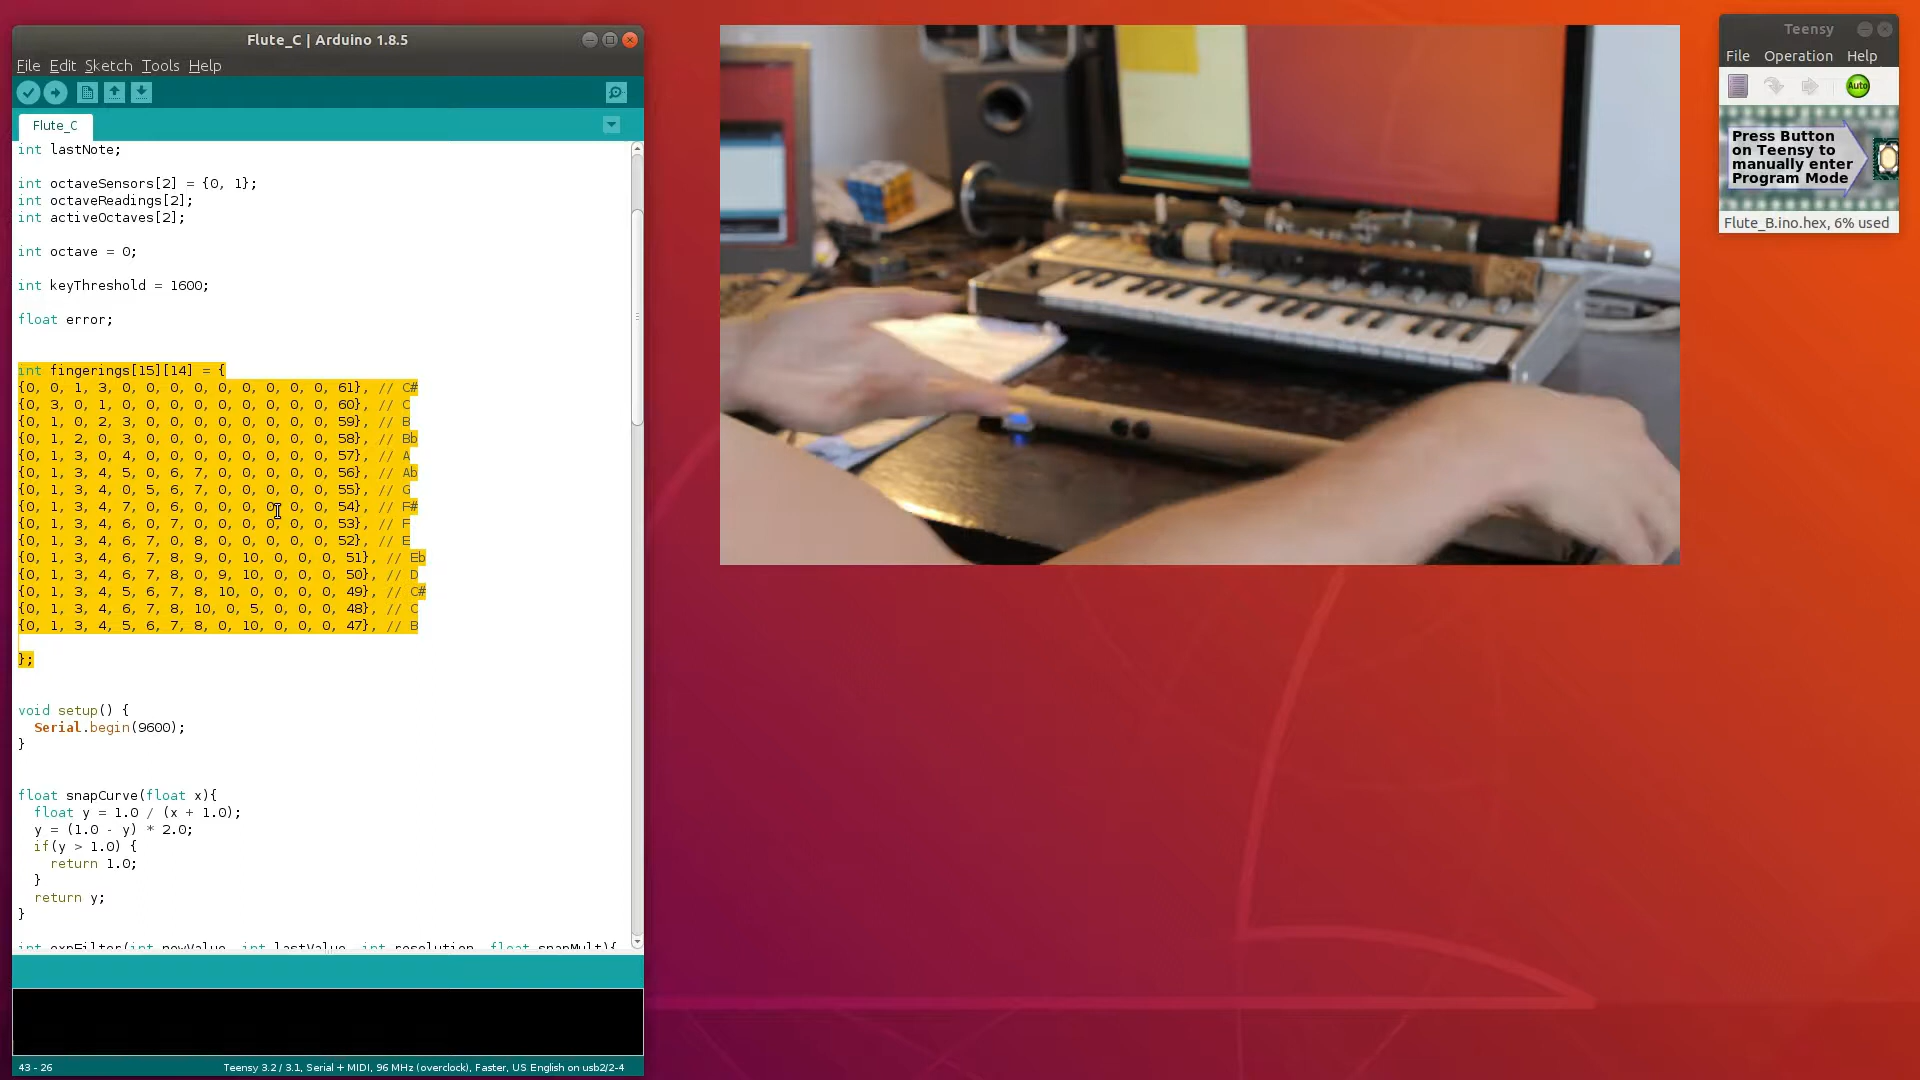 Flute_C | Arduino 1.8.5
File Edit Sketch Tools Help
Flute_C
int lastNote;
int octaveSensors[2] = {0, 1};
int octaveReadings[2];
int activeOctaves[2];
int octave = 0;
int keyThreshold = 1600;
float error;
int fingerings[15][14] = {
{0, 0, 1, 3, 0, 0, 0, 0, 0, 0, 0, 0, 0, 61}, // C#
{0, 3, 0, 1, 0, 0, 0, 0, 0, 0, 0, 0, 0, 60}, // C
{0, 1, 0, 2, 3, 0, 0, 0, 0, 0, 0, 0, 0, 59}, // B
{0, 1, 2, 0, 3, 0, 0, 0, 0, 0, 0, 0, 0, 58}, // Bb
{0, 1, 3, 0, 4, 0, 0, 0, 0, 0, 0, 0, 0, 57}, // A
{0, 1, 3, 4, 5, 0, 6, 7, 0, 0, 0, 0, 0, 56}, // Ab
{0, 1, 3, 4, 0, 5, 6, 7, 0, 0, 0, 0, 0, 55}, // G
{0, 1, 3, 4, 7, 0, 6, 0, 0, 0, 0, 0, 0, 54}, // F#
{0, 1, 3, 4, 6, 0, 7, 0, 0, 0, 0, 0, 0, 53}, // F
{0, 1, 3, 4, 6, 7, 0, 8, 0, 0, 0, 0, 0, 52}, // E
{0, 1, 3, 4, 6, 7, 8, 9, 0, 10, 0, 0, 0, 51}, // Eb
{0, 1, 3, 4, 6, 7, 8, 0, 9, 10, 0, 0, 0, 50}, // D
{0, 1, 3, 4, 5, 6, 7, 8, 10, 0, 0, 0, 0, 49}, // C#
{0, 1, 3, 4, 6, 7, 8, 10, 0, 5, 0, 0, 0, 48}, // C
{0, 1, 3, 4, 5, 6, 7, 8, 0, 10, 0, 0, 0, 47}, // B
};
void setup() {
Serial.begin(9600);
}
float snapCurve(float x){
float y = 1.0 / (x + 1.0);
y = (1.0 - y) * 2.0;
if(y > 1.0) {
return 1.0;
}
return y;
}
int expFilter(int newValue, int lastValue, int resolution, float snapMult){
43 - 26
Teensy 3.2 / 3.1, Serial + MIDI, 96 MHz (overclock), Faster, US English on usb2/2-4
Teensy
File Operation Help
Auto
Press Button
on Teensy to
manually enter
Program Mode
Flute_B.ino.hex, 6% used